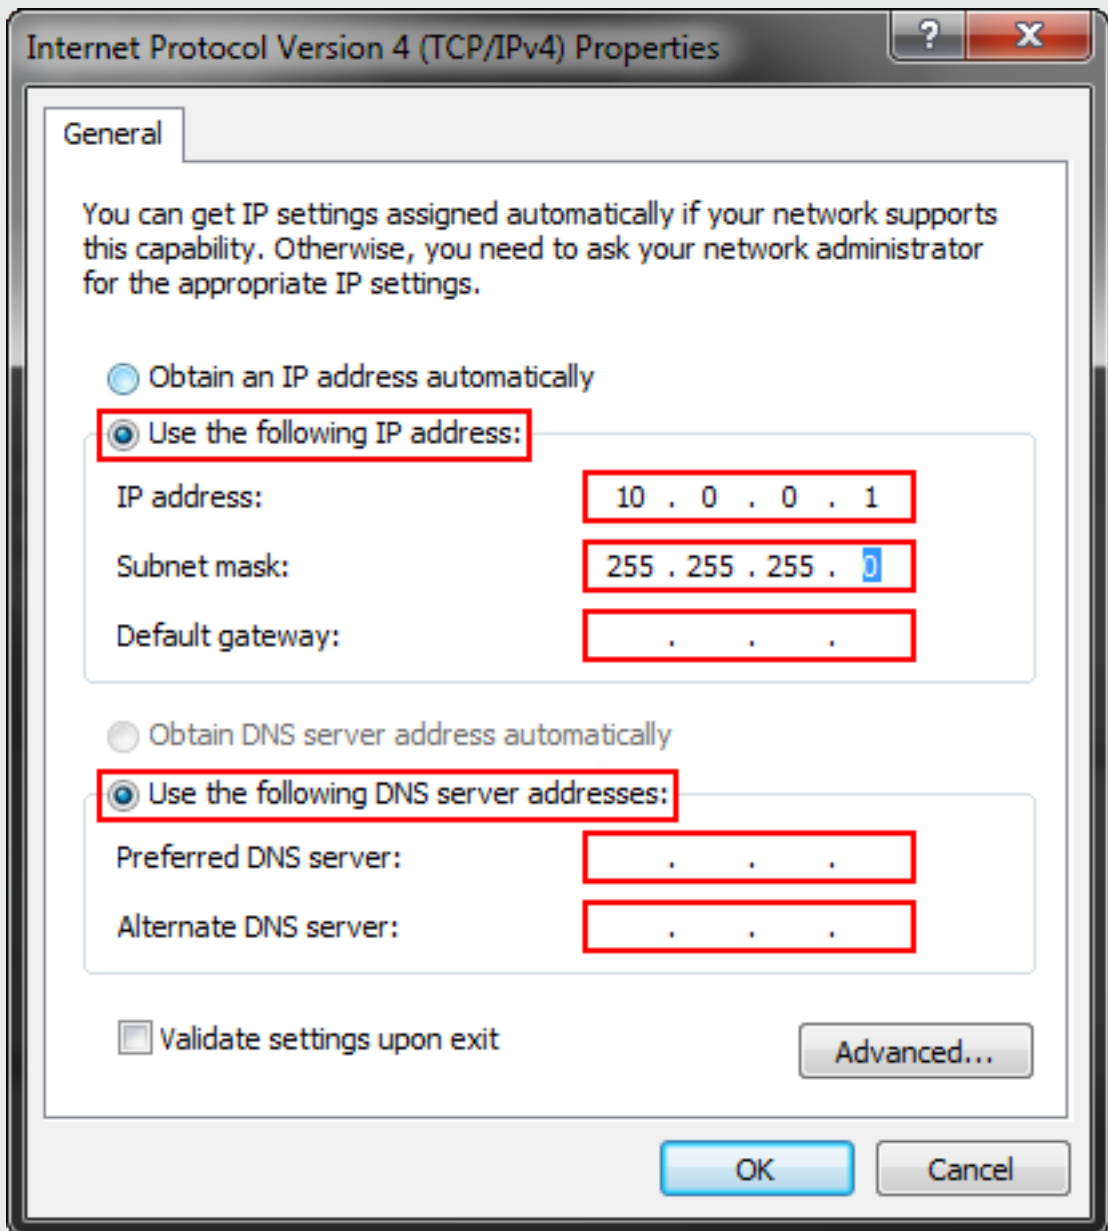 Internet Protocol Version 4 (TCP/IPv4) Properties
?
X
General
You can get IP settings assigned automatically if your network supports
this capability. Otherwise, you need to ask your network administrator
for the appropriate IP settings.
Obtain an IP address automatically
Use the following IP address:
IP address: 10 . 0 . 0 . 1
Subnet mask: 255 . 255 . 255 . 0
Default gateway: . . .
Obtain DNS server address automatically
Use the following DNS server addresses:
Preferred DNS server: . . .
Alternate DNS server: . . .
Validate settings upon exit
Advanced...
OK Cancel